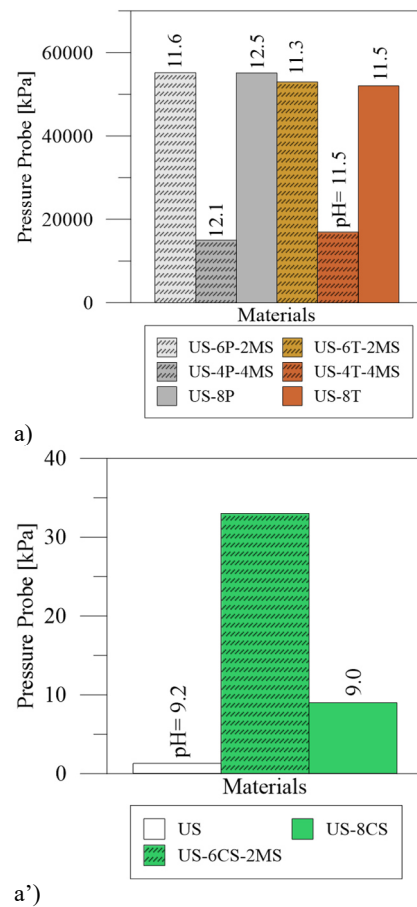 11.6
12.1
12.5
11.3
pH= 11.5
11.5
Pressure Probe [kPa]
60000
40000
20000
0
Materials
US-6P-2MS
US-6T-2MS
US-4P-4MS
US-4T-4MS
US-8P
US-8T
a)
Pressure Probe [kPa]
40
30
20
10
0
pH= 9.2
9.0
Materials
US
US-8CS
US-6CS-2MS
a')